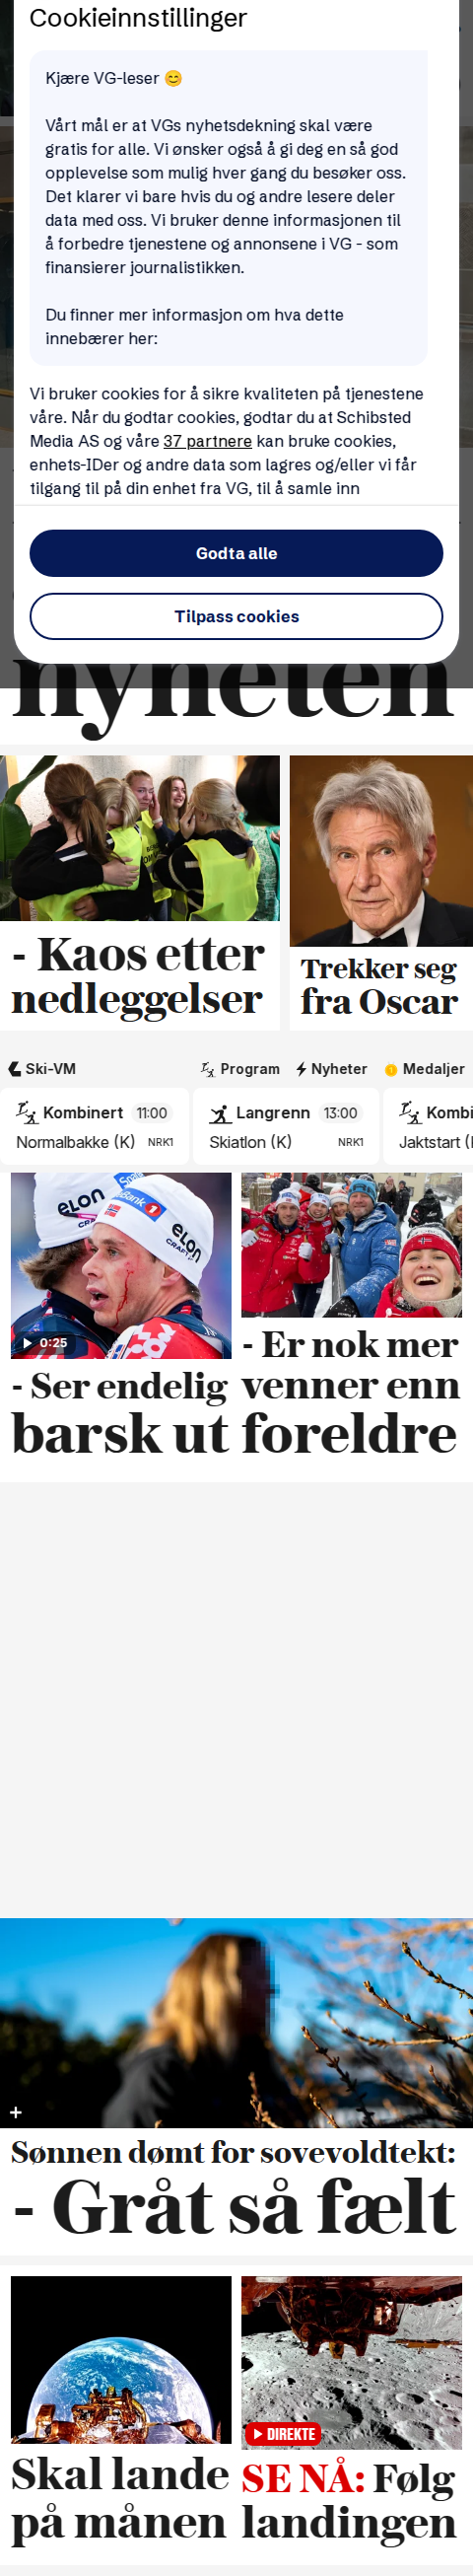 Cookieinnstillinger
Kjære VG-leser 😊
Vårt mål er at VGs nyhetsdekning skal være
gratis for alle. Vi ønsker også å gi deg en så god
opplevelse som mulig hver gang du besøker oss.
Det klarer vi bare hvis du og andre lesere deler
data med oss. Vi bruker denne informasjonen til
å forbedre tjenestene og annonsene i VG - som
finansierer journalistikken.
Du finner mer informasjon om hva dette
innebærer her:
Vi bruker cookies for å sikre kvaliteten på tjenestene
våre. Når du godtar cookies, godtar du at Schibsted
Media AS og våre 37 partnere kan bruke cookies,
enhets-IDer og andre data som lagres og/eller vi får
tilgang til på din enhet fra VG, til å samle inn
Godta alle
Tilpass cookies
nyheten
- Kaos etter
nedleggelser
Trekker seg
fra Oscar
Ski-VM
Program
Nyheter
Medaljer
Kombinert 11:00
Normalbakke (K) NRK1
Langrenn 13:00
Skiatlon (K) NRK1
Kombi
Jaktstart (
elon
CRAFT
SpareBank 1
elon
CRAFT
0:25
- Ser endelig
barsk ut
- Er nok mer
venner enn
foreldre
Sønnen dømt for sovevoldtekt:
- Gråt så fælt
Skal lande
på månen
DIREKTE
SE NÅ: Følg
landingen